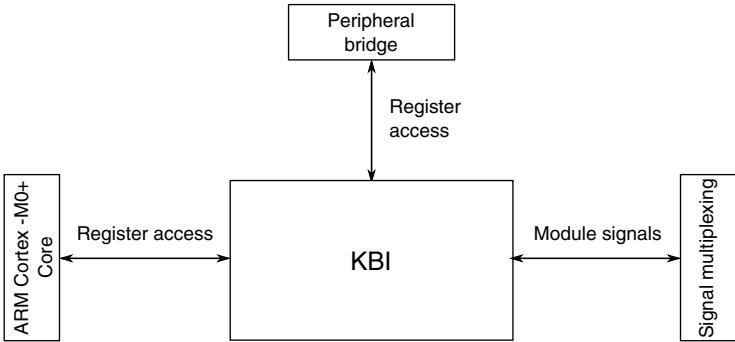 Peripheral
bridge
Register
access
ARM Cortex -M0+
Core
Register access
KBI
Module signals
Signal multiplexing